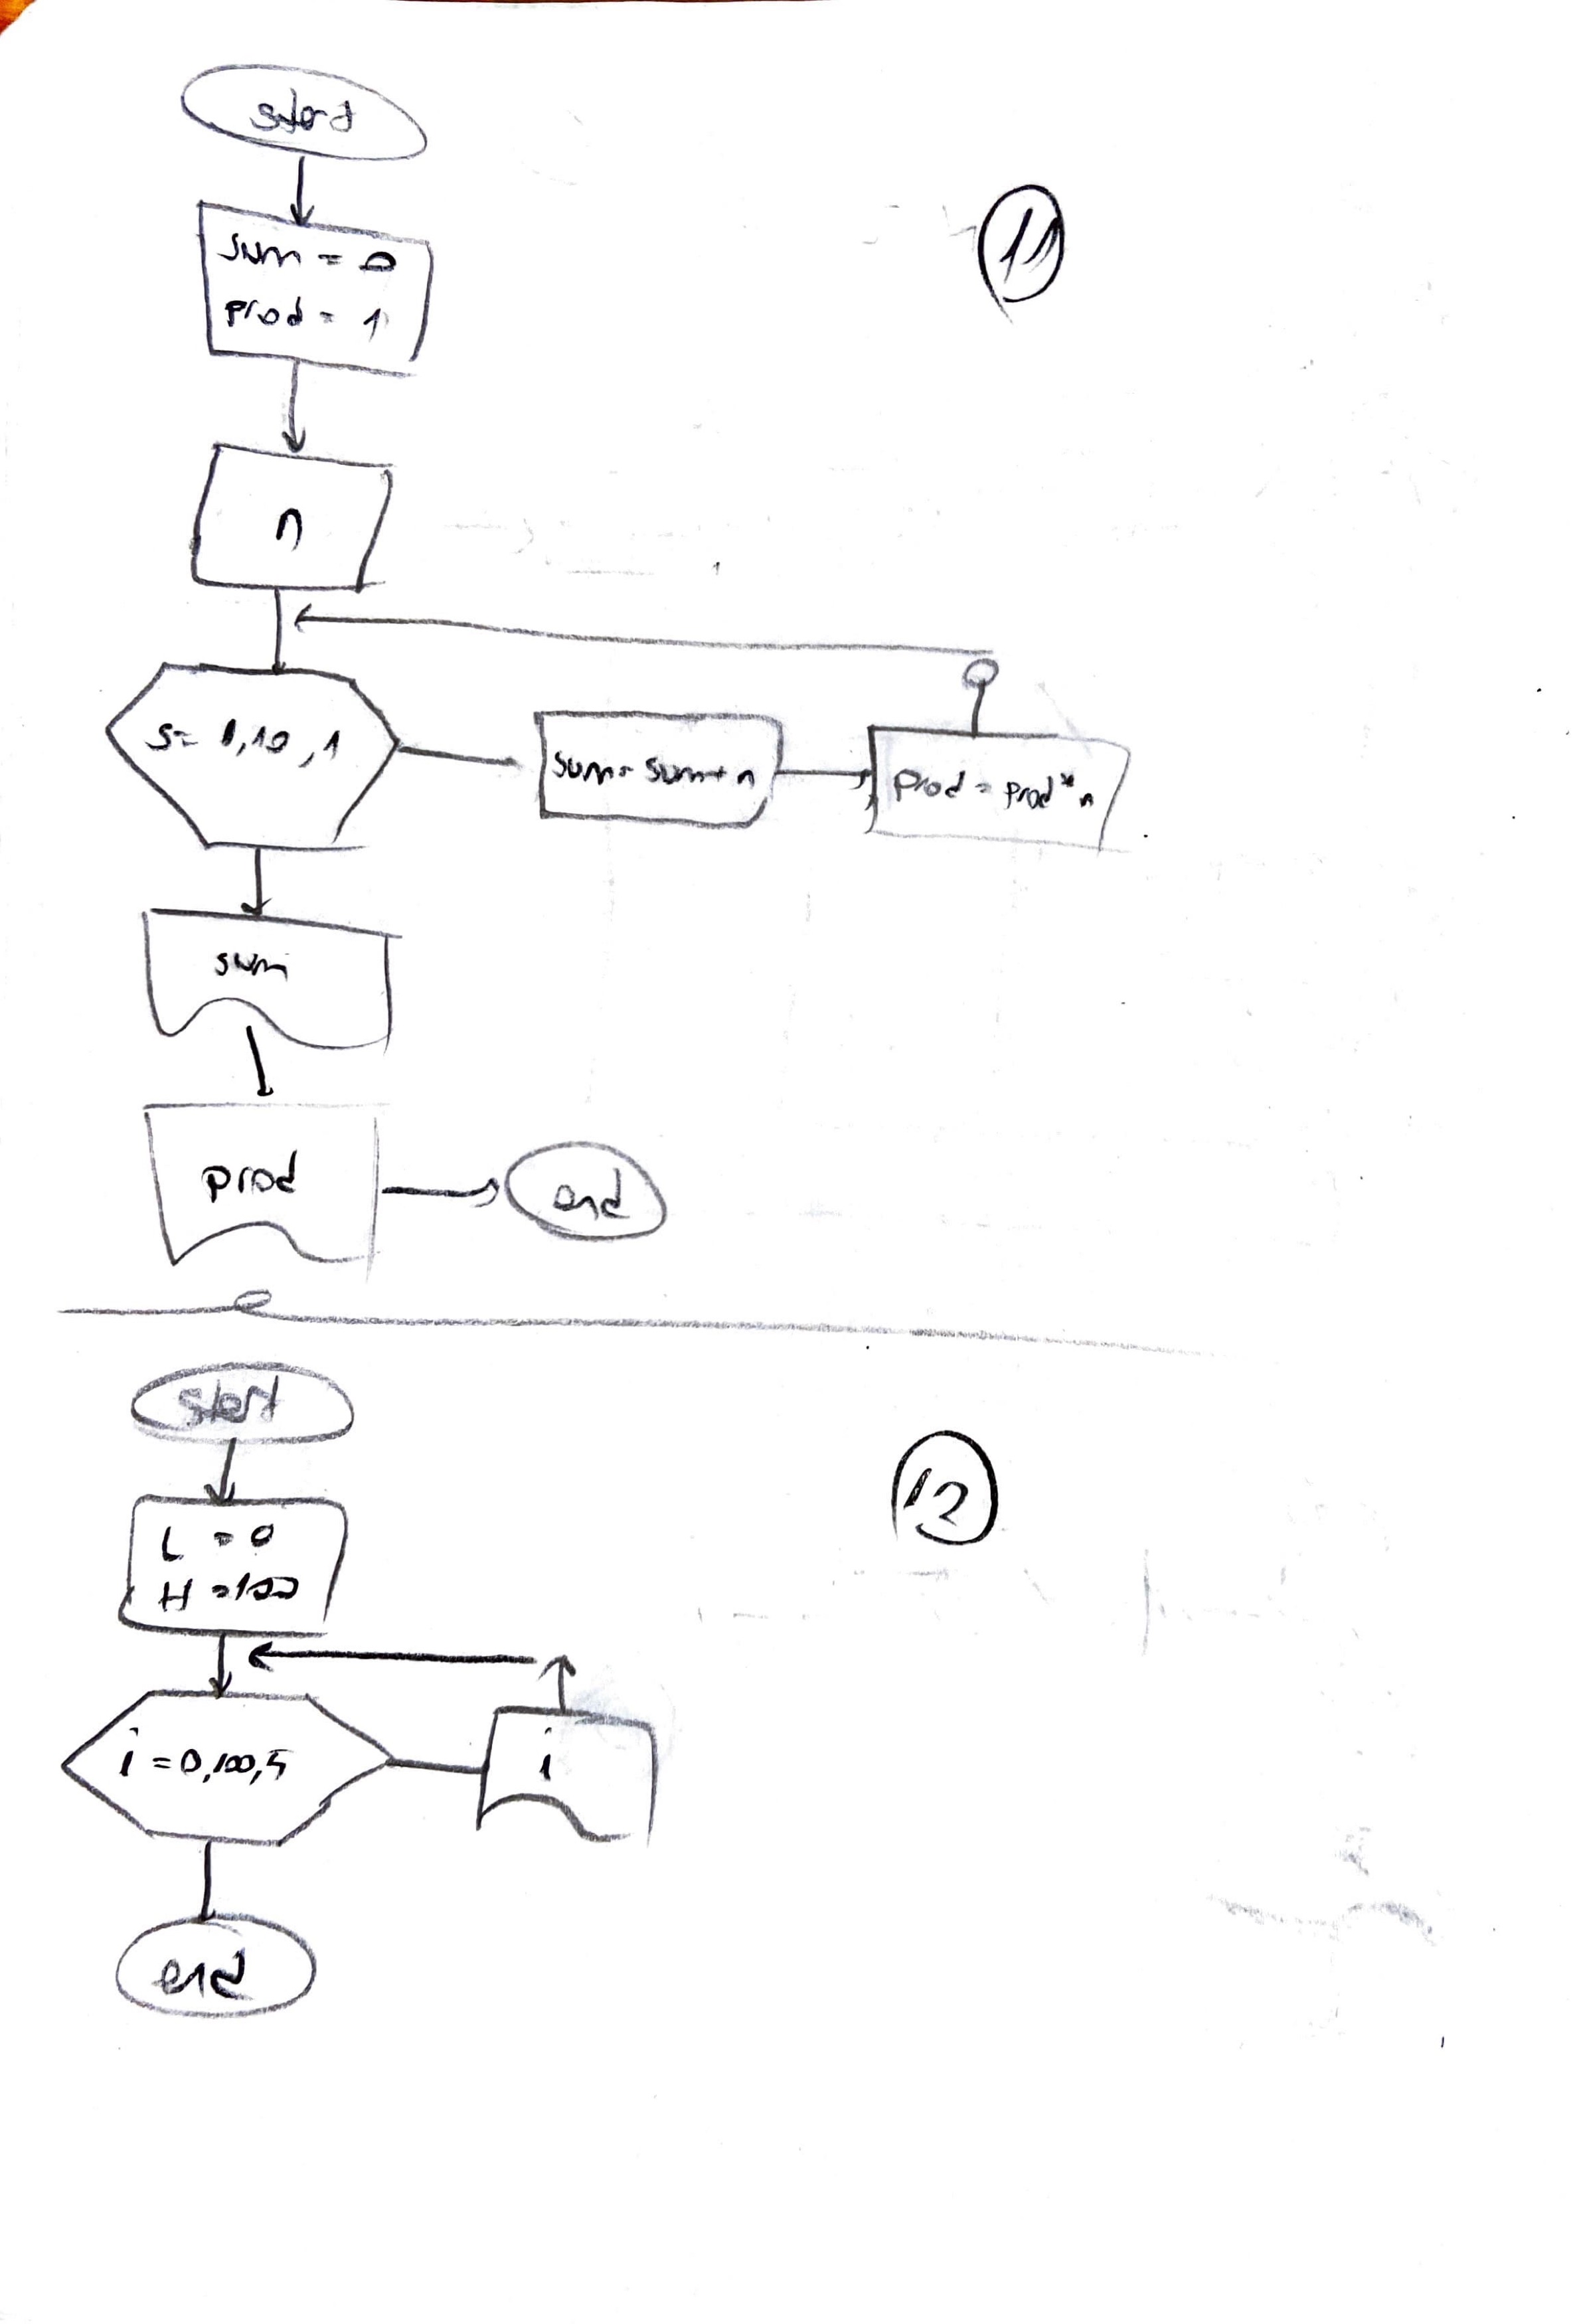 start
11
sum = 0
prod = 1
n
s= 1,10,1
sum= sum+n
prod = prod*n
sum
prod
end
start
12
L = 0
H =100
i =0,100,5
i
end